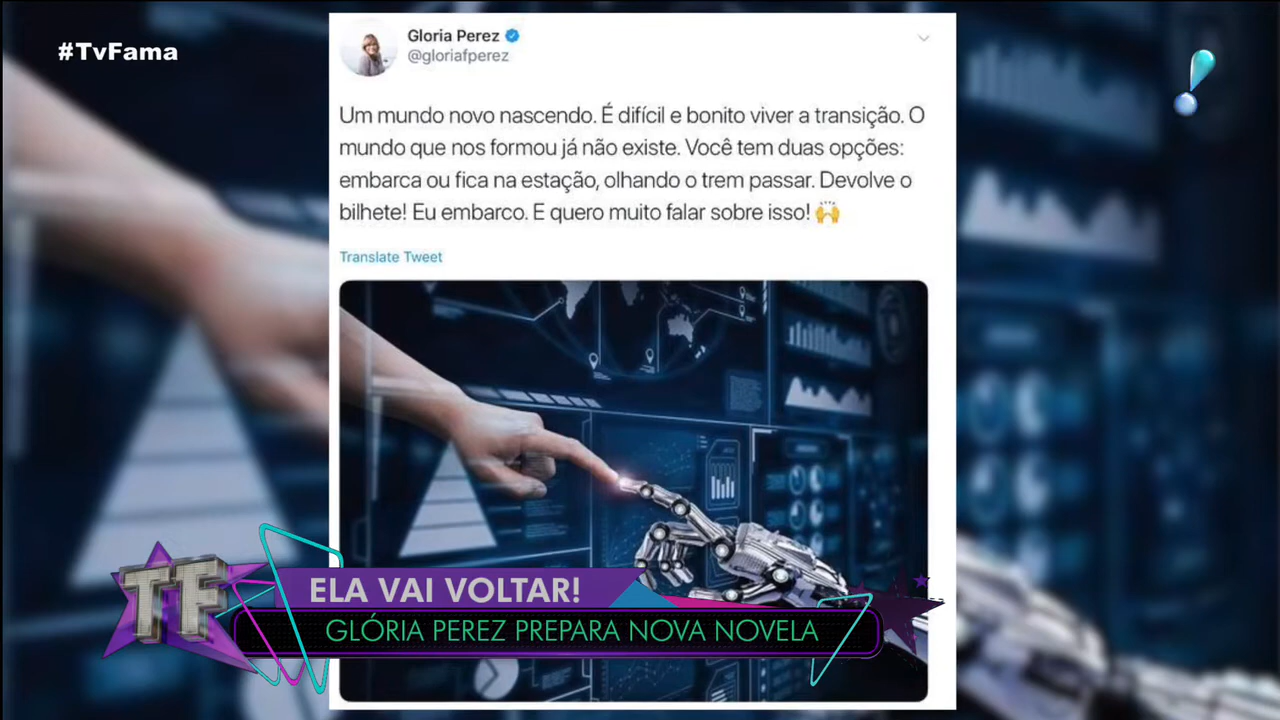 #TvFama
Gloria Perez
@gloriafperez
Um mundo novo nascendo. É difícil e bonito viver a transição. O
mundo que nos formou já não existe. Você tem duas opções:
embarca ou fica na estação, olhando o trem passar. Devolve o
bilhete! Eu embarco. E quero muito falar sobre isso! 🙌
Translate Tweet
TF
ELA VAI VOLTAR!
GLÓRIA PEREZ PREPARA NOVA NOVELA